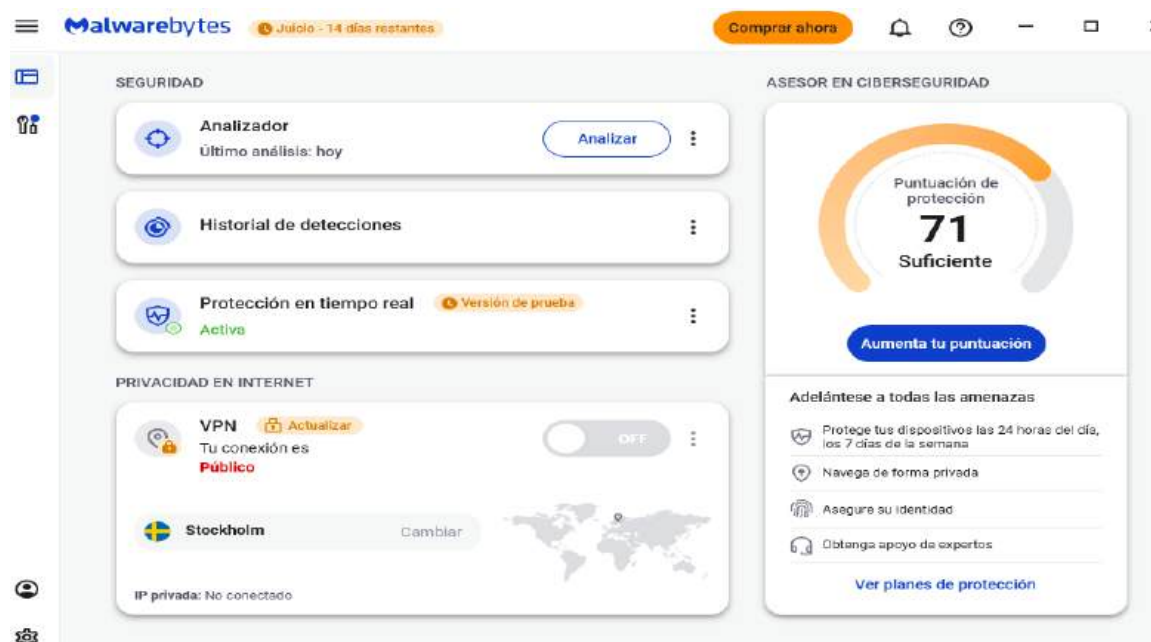 Malwarebytes
Juicio - 14 días restantes
Comprar ahora
SEGURIDAD
Analizador
Último análisis: hoy
Analizar
Historial de detecciones
Protección en tiempo real
Versión de prueba
Activa
PRIVACIDAD EN INTERNET
VPN
Actualizar
Tu conexión es
Público
OFF
Stockholm
Cambiar
IP privada: No conectado
ASESOR EN CIBERSEGURIDAD
Puntuación de
protección
71
Suficiente
Aumenta tu puntuación
Adelántese a todas las amenazas
Protege tus dispositivos las 24 horas del día,
los 7 días de la semana
Navega de forma privada
Asegure su identidad
Obtenga apoyo de expertos
Ver planes de protección